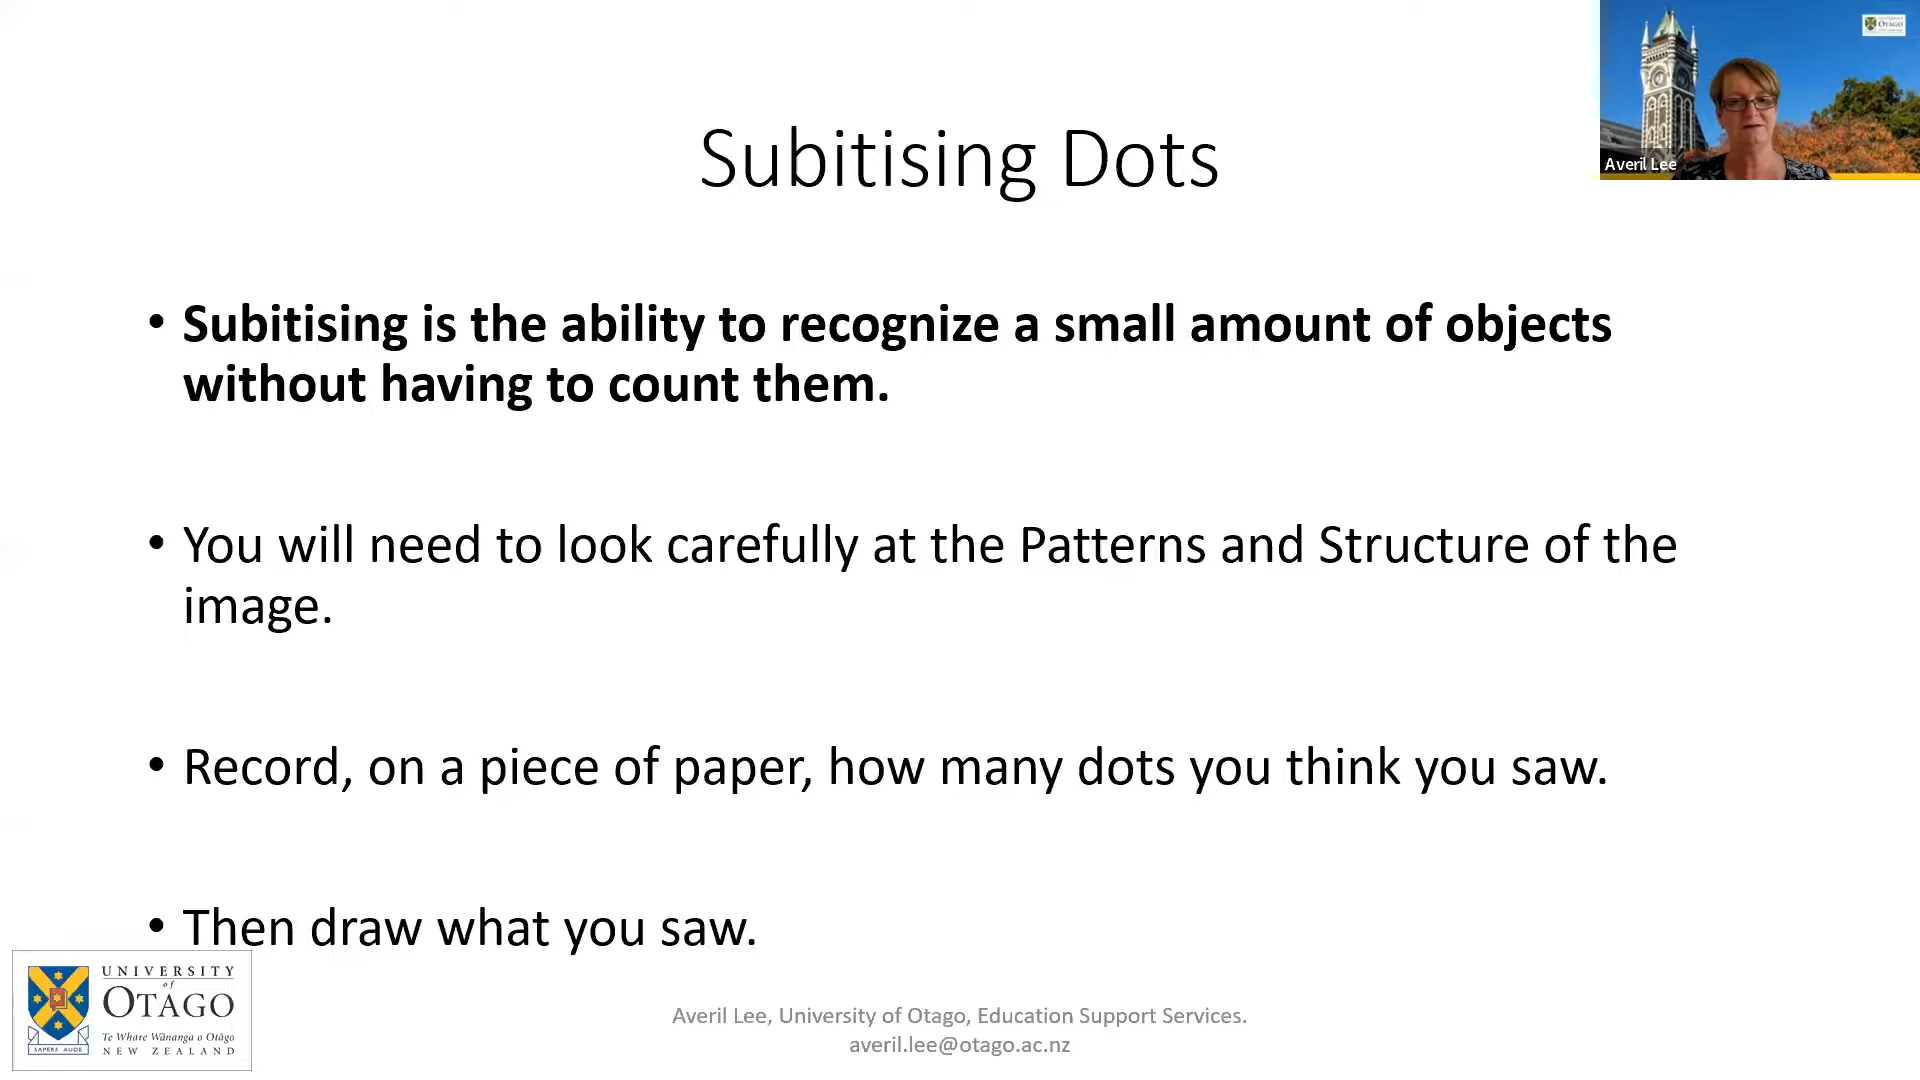 Subitising Dots
Averil Lee
• Subitising is the ability to recognize a small amount of objects
without having to count them.
• You will need to look carefully at the Patterns and Structure of the
image.
• Record, on a piece of paper, how many dots you think you saw.
• Then draw what you saw.
UNIVERSITY
of
OTAGO
Te Whare Wānanga o Otāgo
NEW ZEALAND
SAPERE AUDE
Averil Lee, University of Otago, Education Support Services.
averil.lee@otago.ac.nz